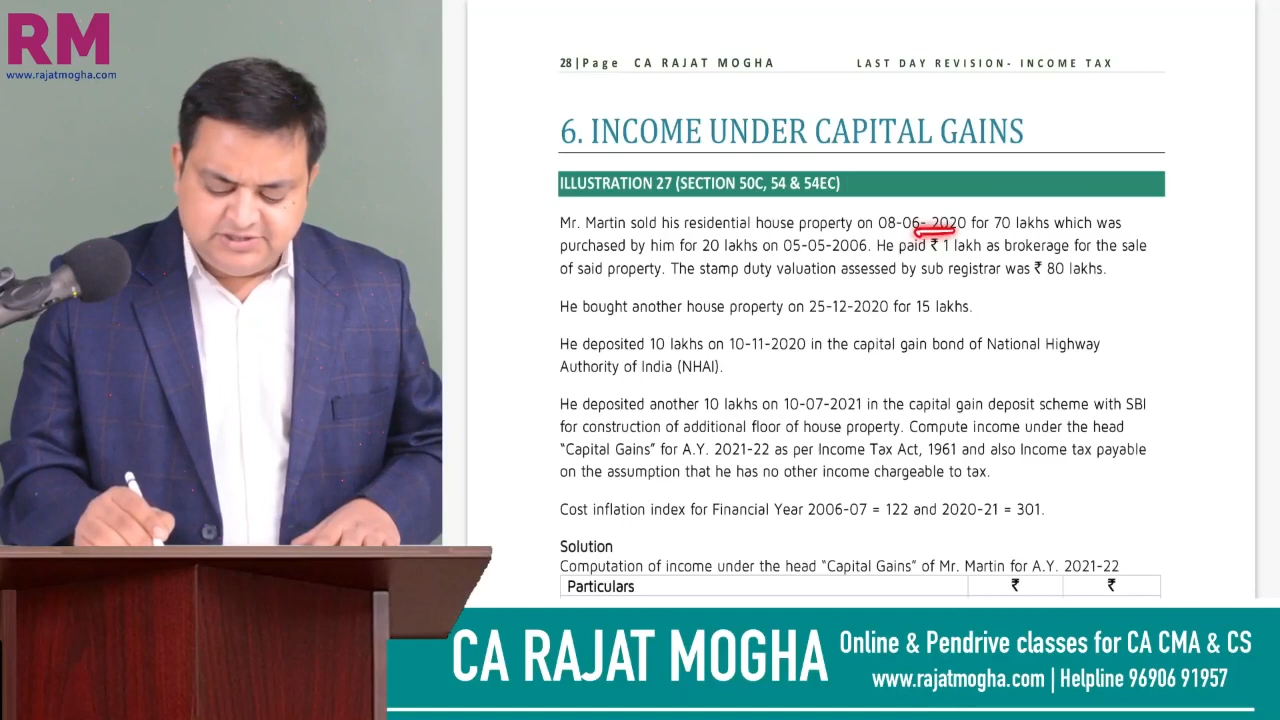 RM
www.rajatmogha.com
28|Page CA RAJAT MOGHA LAST DAY REVISION- INCOME TAX
6. INCOME UNDER CAPITAL GAINS
ILLUSTRATION 27 (SECTION 50C, 54 & 54EC)
Mr. Martin sold his residential house property on 08-06- 2020 for 70 lakhs which was
purchased by him for 20 lakhs on 05-05-2006. He paid ₹ 1 lakh as brokerage for the sale
of said property. The stamp duty valuation assessed by sub registrar was ₹ 80 lakhs.
He bought another house property on 25-12-2020 for 15 lakhs.
He deposited 10 lakhs on 10-11-2020 in the capital gain bond of National Highway
Authority of India (NHAI).
He deposited another 10 lakhs on 10-07-2021 in the capital gain deposit scheme with SBI
for construction of additional floor of house property. Compute income under the head
“Capital Gains” for A.Y. 2021-22 as per Income Tax Act, 1961 and also Income tax payable
on the assumption that he has no other income chargeable to tax.
Cost inflation index for Financial Year 2006-07 = 122 and 2020-21 = 301.
Solution
Computation of income under the head “Capital Gains” of Mr. Martin for A.Y. 2021-22
Particulars ₹ ₹
CA RAJAT MOGHA
Online & Pendrive classes for CA CMA & CS
www.rajatmogha.com | Helpline 96906 91957